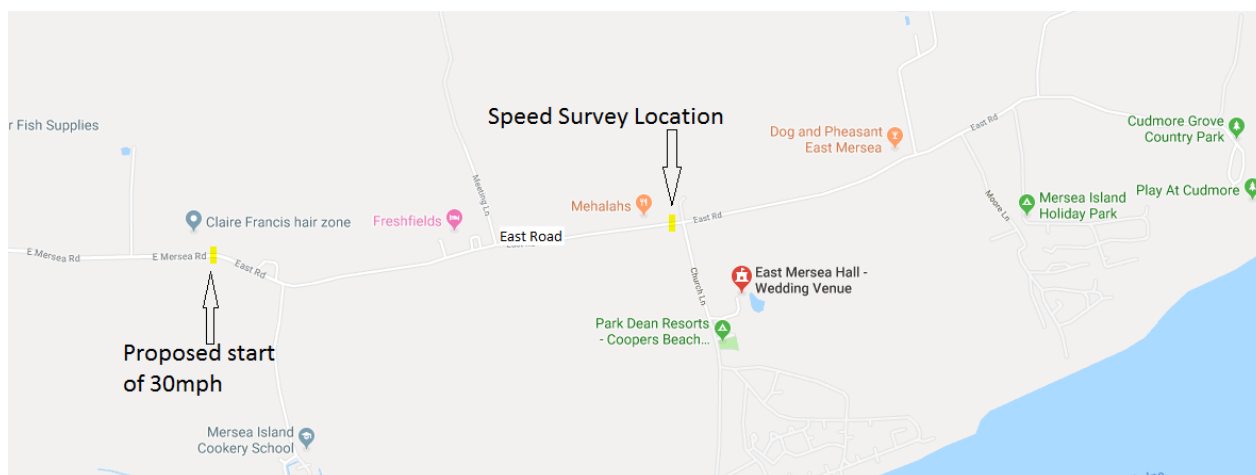 Speed Survey Location
r Fish Supplies
Dog and Pheasant
East Mersea
East Rd
Cudmore Grove
Country Park
Meeting Ln
Mehalahs
Play At Cudmore
Claire Francis hair zone
Freshfields
East Rd
Moore Ln
Mersea Island
Holiday Park
East Road
E Mersea Rd
E Mersea Rd
East Rd
Church Ln
East Mersea Hall -
Wedding Venue
Park Dean Resorts
- Coopers Beach...
Proposed start
of 30mph
Mersea Island
Cookery School